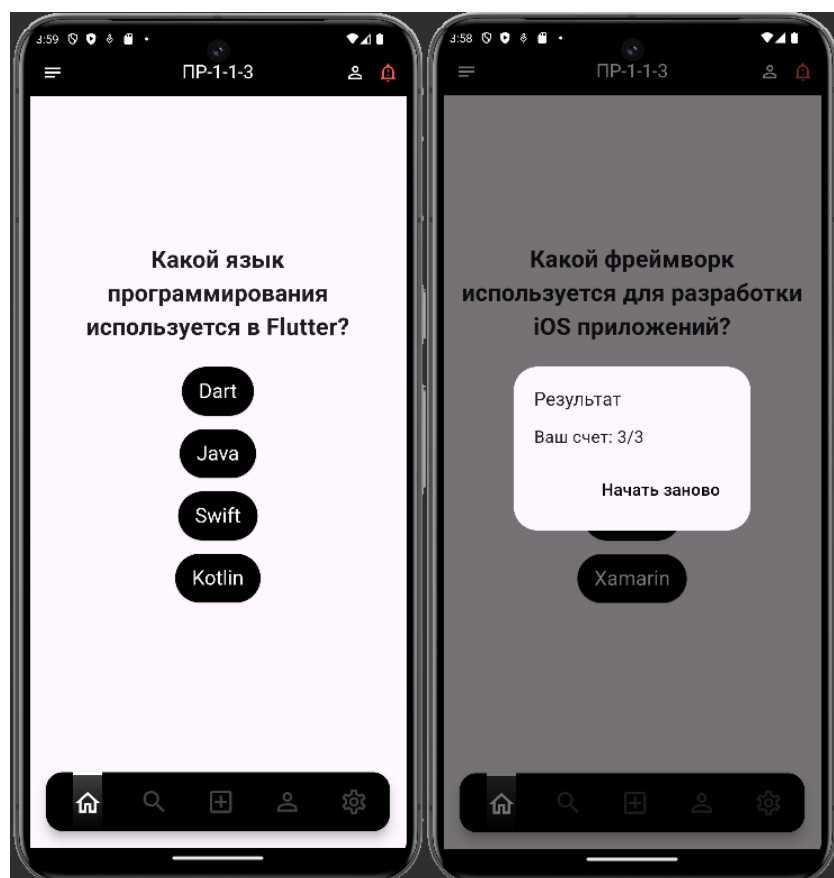 3:59
ПР-1-1-3
Какой язык
программирования
используется в Flutter?
Dart
Java
Swift
Kotlin
3:58
ПР-1-1-3
Какой фреймворк
используется для разработки
iOS приложений?
Результат
Ваш счет: 3/3
Начать заново
Xamarin